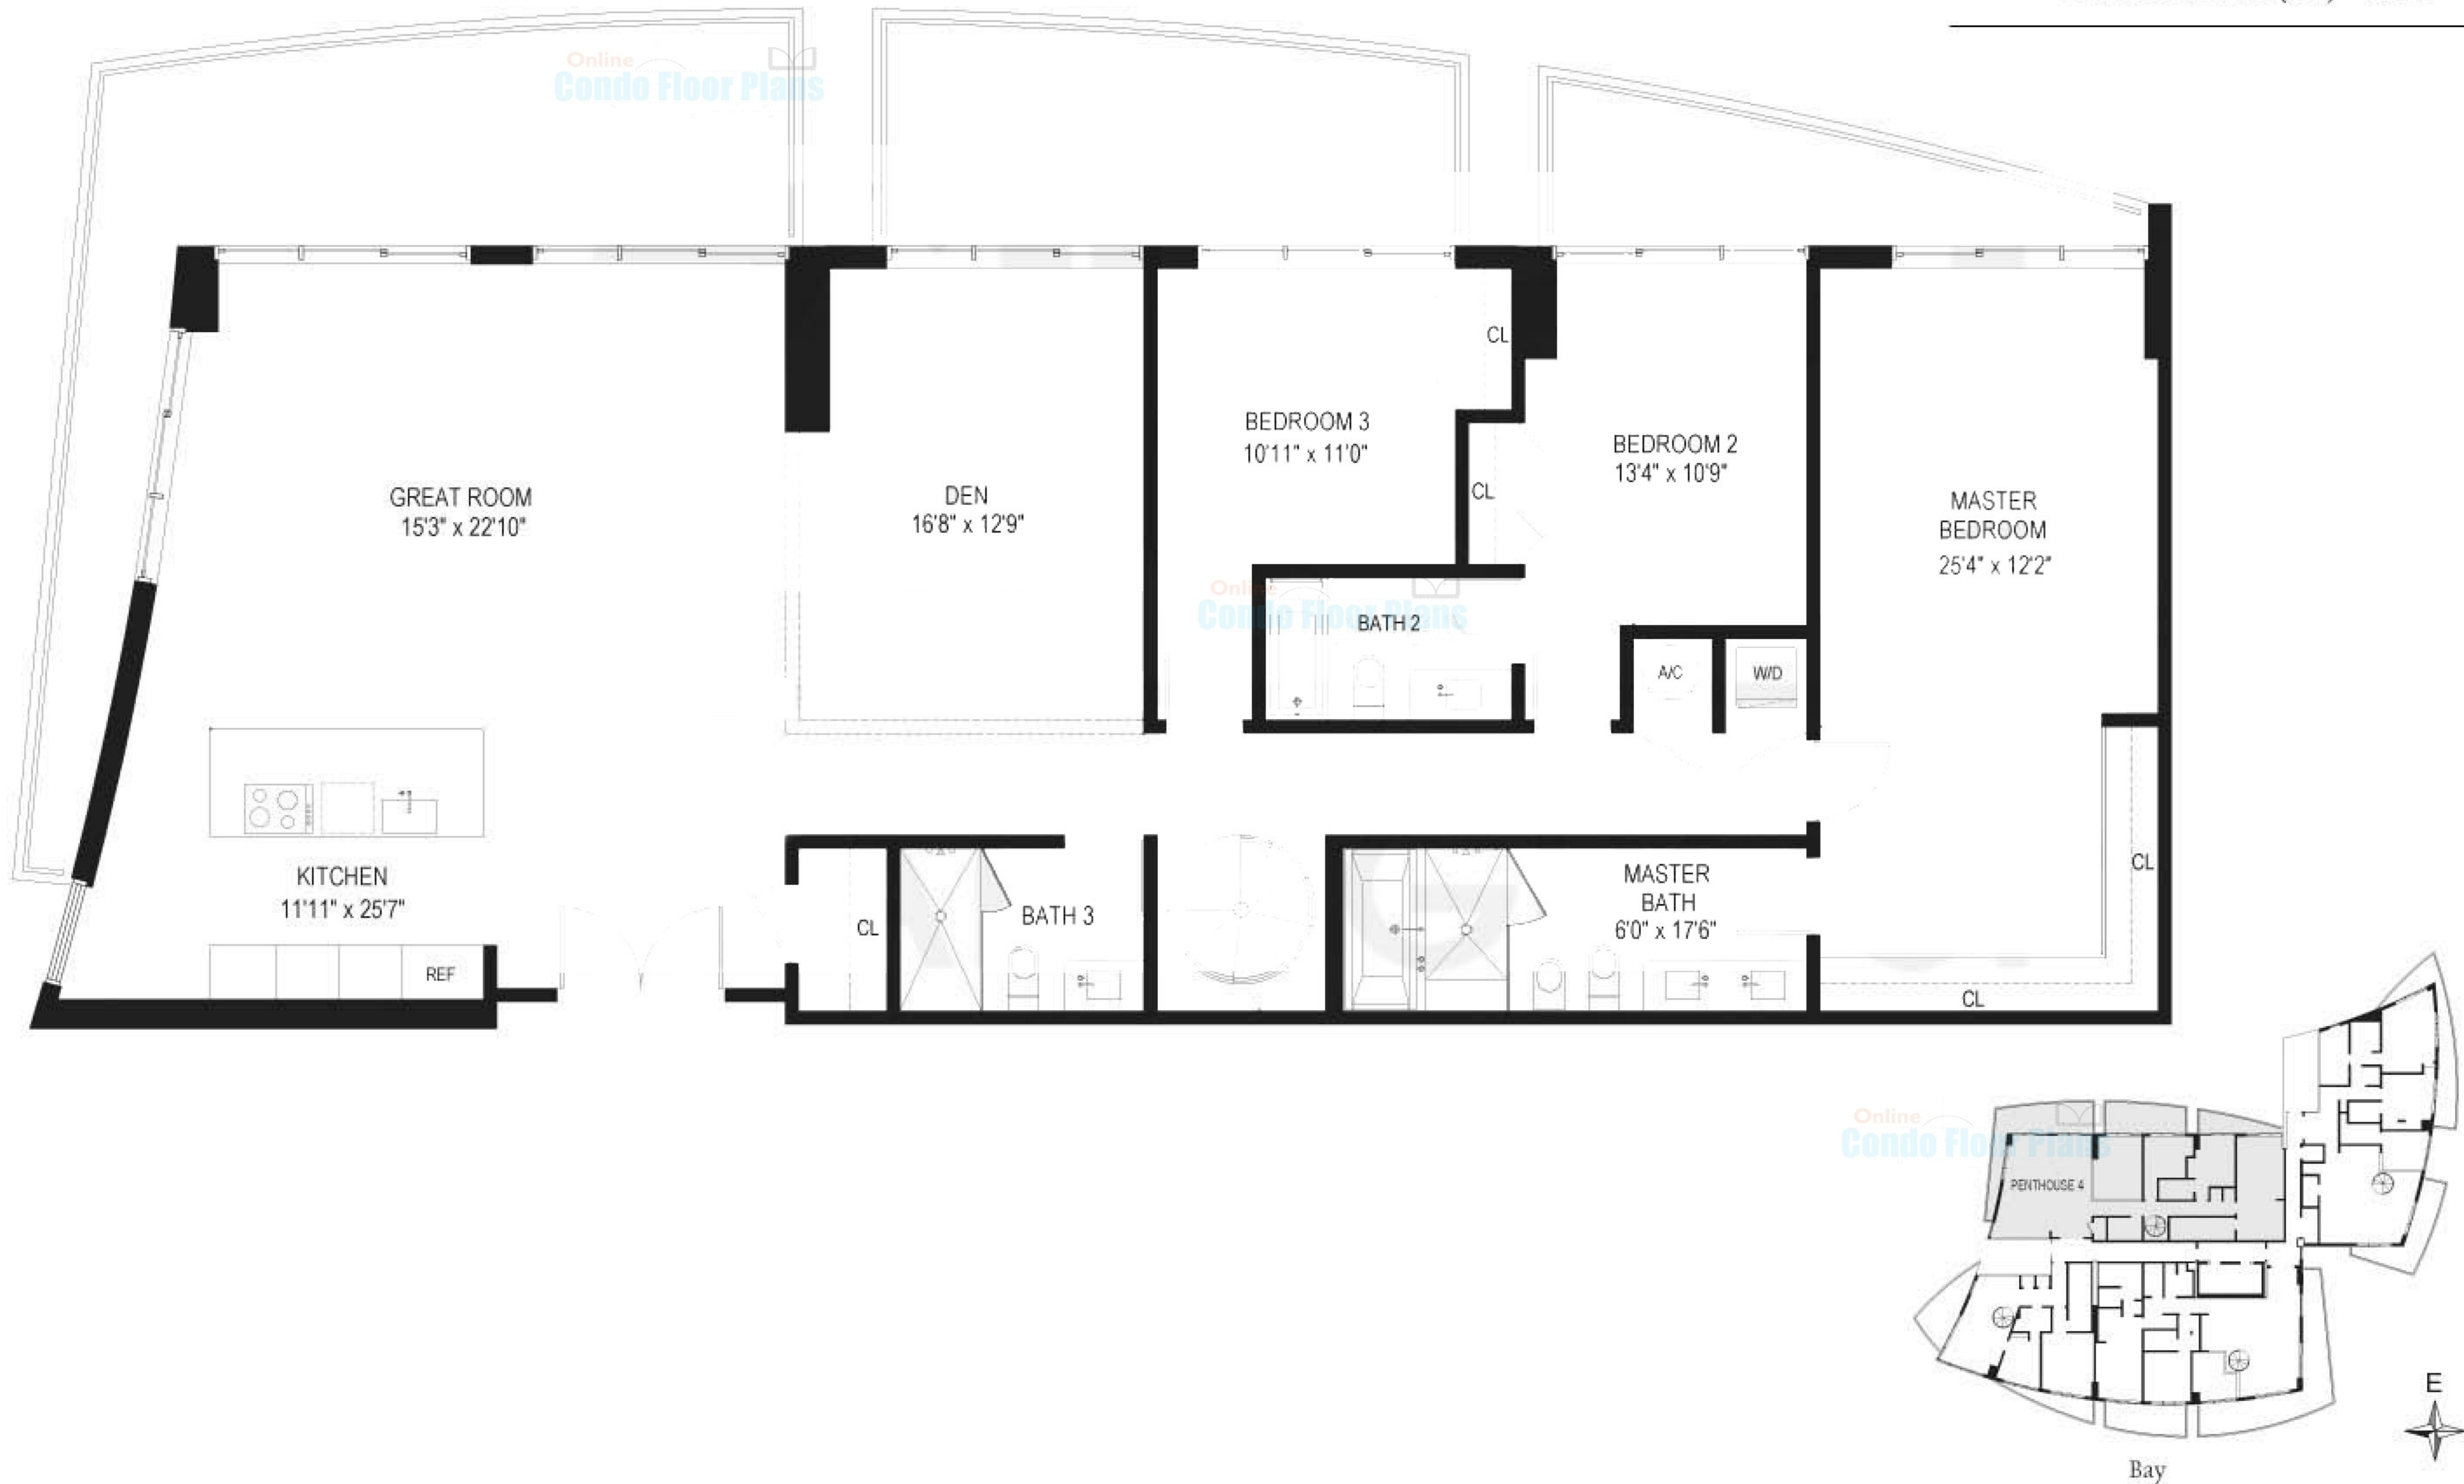 Online
Condo Floor Plans
CL
BEDROOM 3
10'11" x 11'0"
BEDROOM 2
13'4" x 10'9"
GREAT ROOM
15'3" x 22'10"
DEN
16'8" x 12'9"
CL
MASTER
BEDROOM
25'4" x 12'2"
Online
Condo Floor Plans
BATH 2
A/C
W/D
KITCHEN
11'11" x 25'7"
CL
BATH 3
MASTER
BATH
6'0" x 17'6"
CL
REF
CL
Online
Condo Floor Plans
PENTHOUSE 4
E
Bay